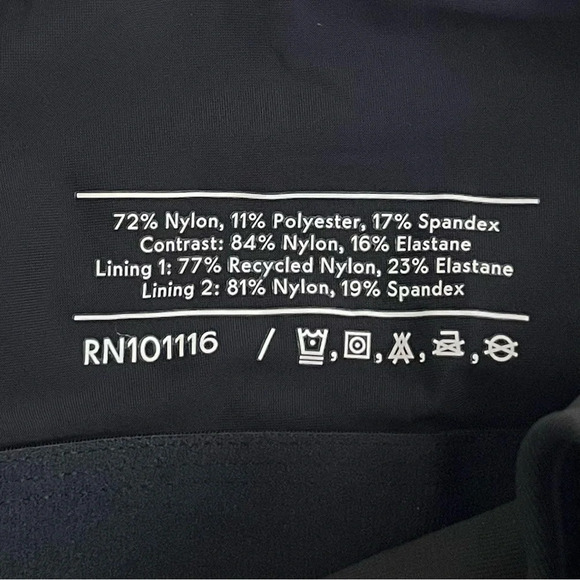 72% Nylon, 11% Polyester, 17% Spandex
Contrast: 84% Nylon, 16% Elastane
Lining 1: 77% Recycled Nylon, 23% Elastane
Lining 2: 81% Nylon, 19% Spandex
RN101116 / , , , ,